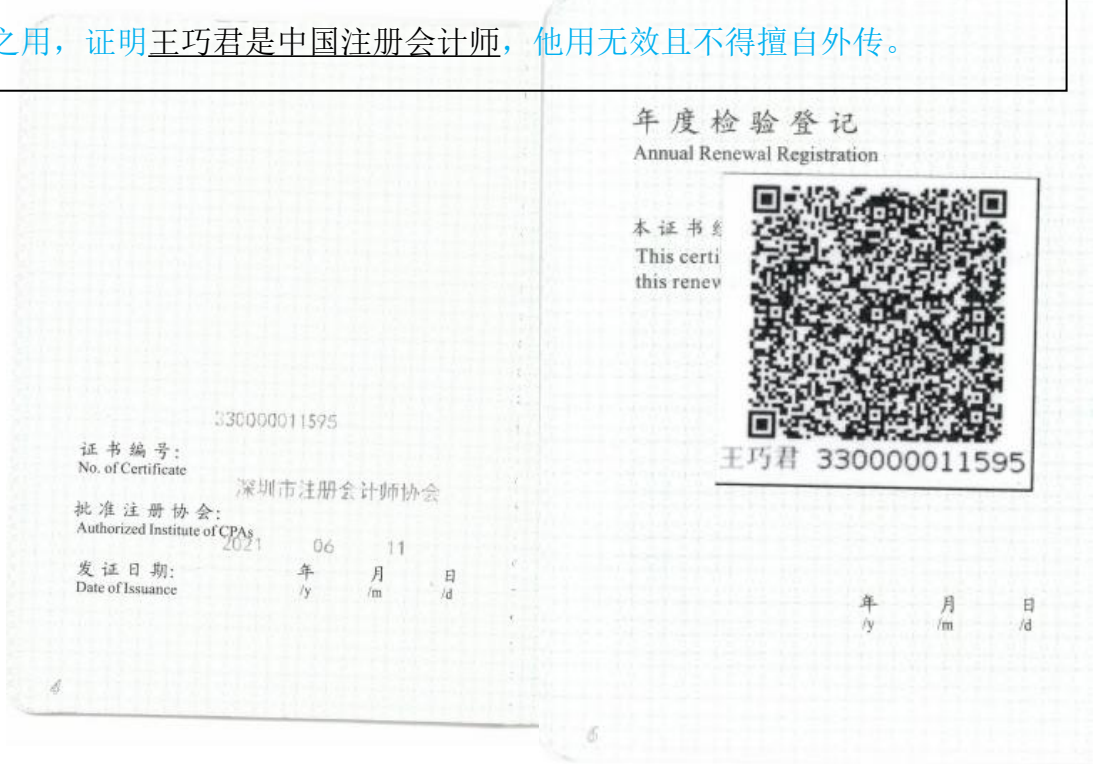 之用，证明王巧君是中国注册会计师，他用无效且不得擅自外传。
330000011595
证书编号:
No. of Certificate
深圳市注册会计师协会
批准注册协会:
Authorized Institute of CPAs
2021 06 11
发证日期: 年 月 日
Date of Issuance /y /m /d
年度检验登记
Annual Renewal Registration
本证书
This certi
this renew
王巧君 330000011595
年 月 日
/y /m /d
6